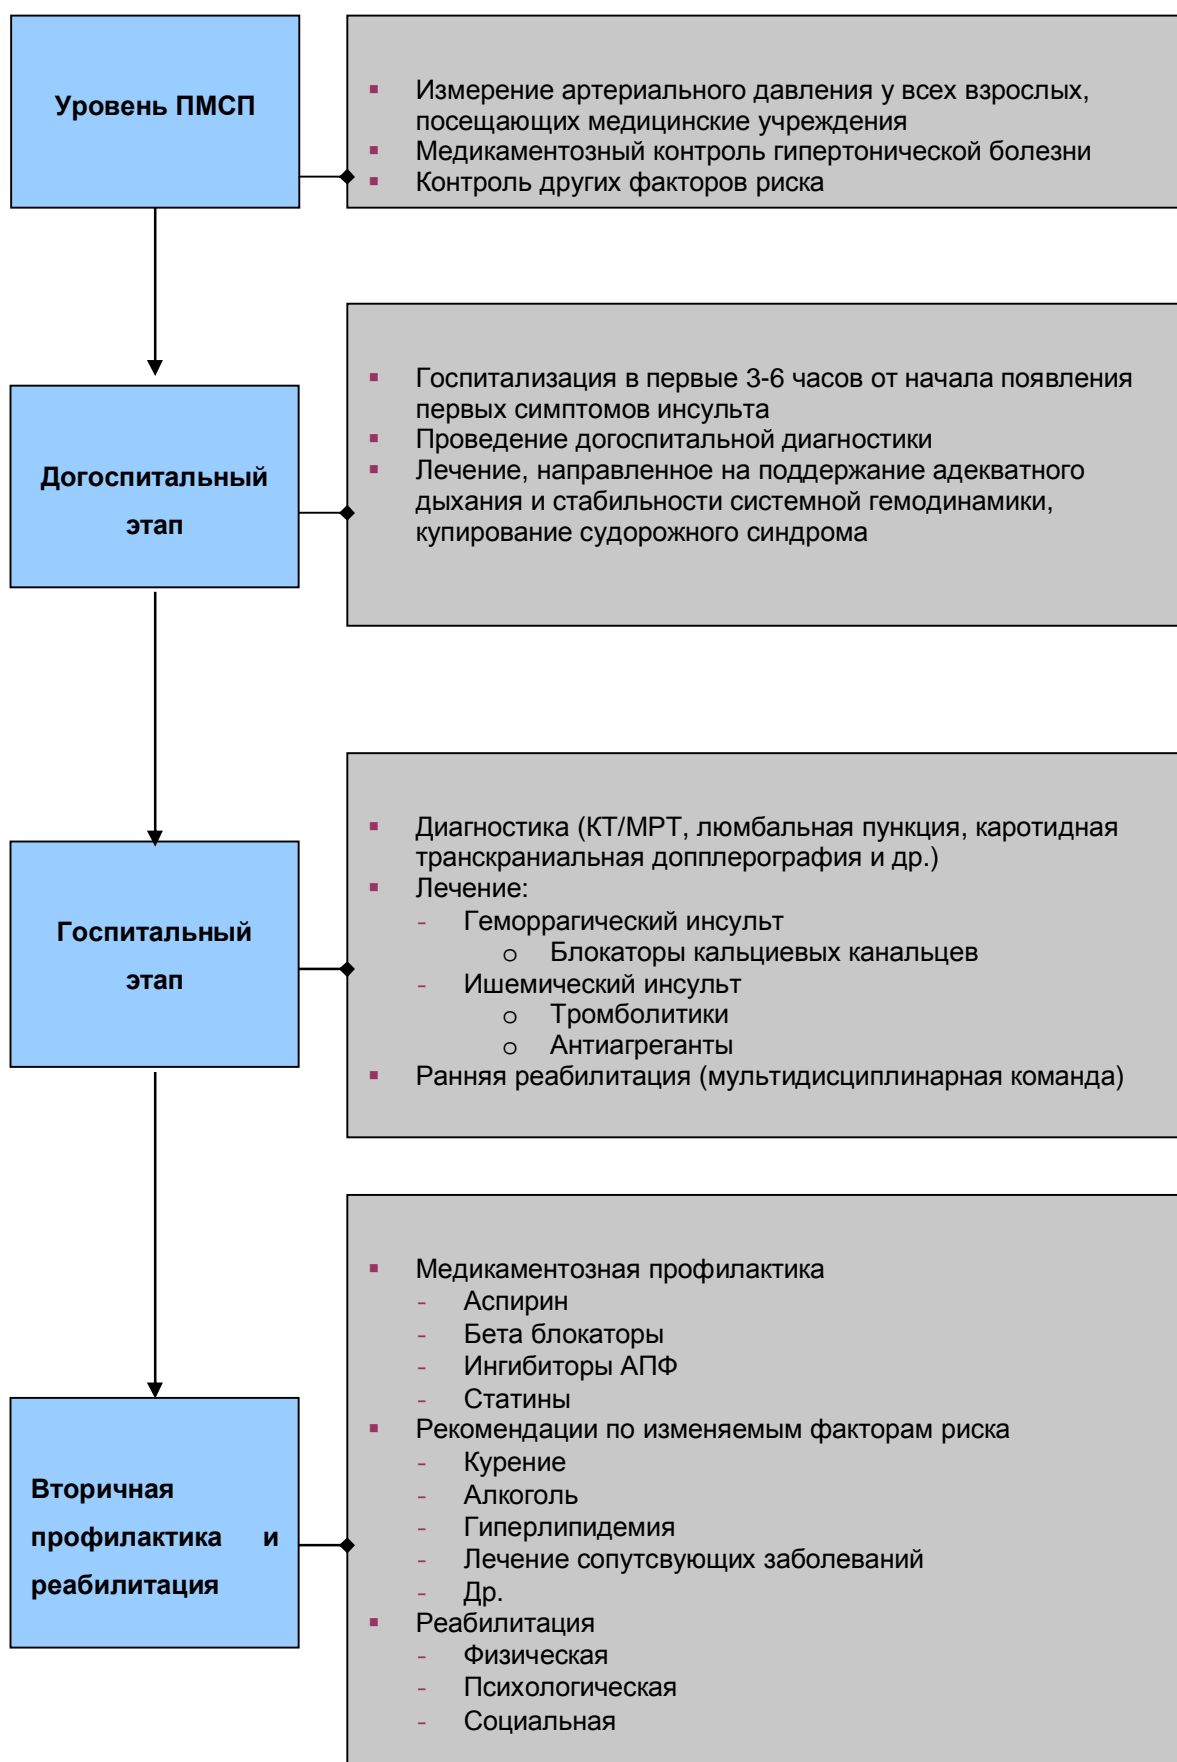 Уровень ПМСП
▪ Измерение артериального давления у всех взрослых,
посещающих медицинские учреждения
▪ Медикаментозный контроль гипертонической болезни
▪ Контроль других факторов риска
Догоспитальный
этап
▪ Госпитализация в первые 3-6 часов от начала появления
первых симптомов инсульта
▪ Проведение догоспитальной диагностики
▪ Лечение, направленное на поддержание адекватного
дыхания и стабильности системной гемодинамики,
купирование судорожного синдрома
Госпитальный
этап
▪ Диагностика (КТ/МРТ, люмбальная пункция, каротидная
транскраниальная допплерография и др.)
▪ Лечение:
- Геморрагический инсульт
o Блокаторы кальциевых канальцев
- Ишемический инсульт
o Тромболитики
o Антиагреганты
▪ Ранняя реабилитация (мультидисциплинарная команда)
Вторичная
профилактика и
реабилитация
▪ Медикаментозная профилактика
- Аспирин
- Бета блокаторы
- Ингибиторы АПФ
- Статины
▪ Рекомендации по изменяемым факторам риска
- Курение
- Алкоголь
- Гиперлипидемия
- Лечение сопутсвующих заболеваний
- Др.
▪ Реабилитация
- Физическая
- Психологическая
- Социальная